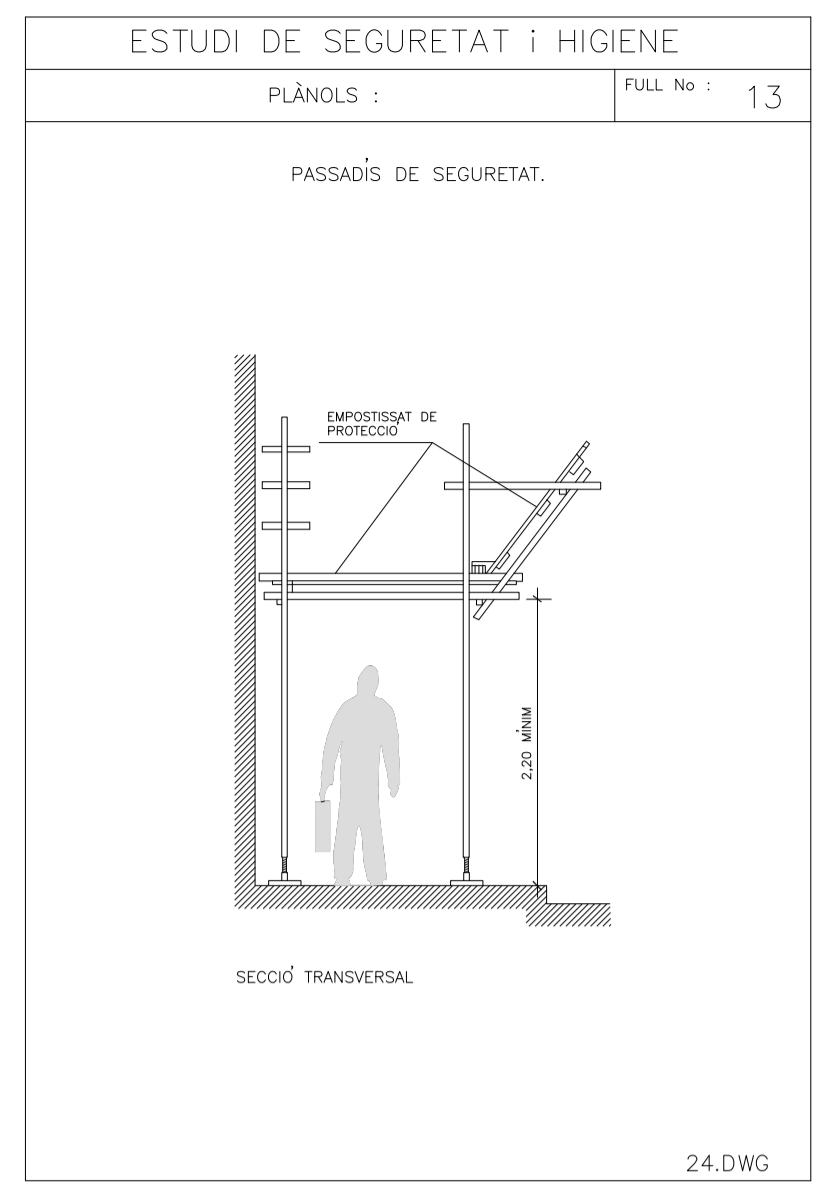 ESTUDI DE SEGURETAT i HIGIENE
PLÀNOLS :
FULL No : 13
PASSADÍS DE SEGURETAT.
EMPOSTISSAT DE
PROTECCIÓ
2,20 MÍNIM
SECCIÓ TRANSVERSAL
24.DWG